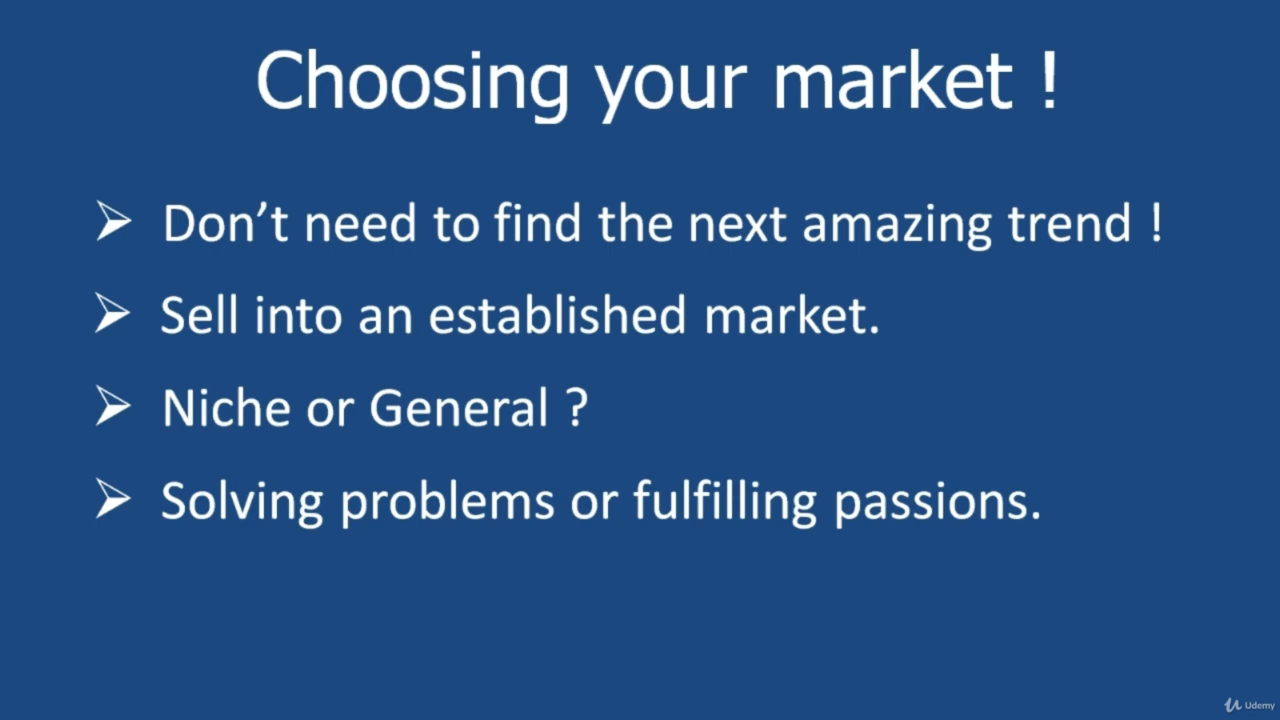 Choosing your market !
➢ Don’t need to find the next amazing trend !
➢ Sell into an established market.
➢ Niche or General ?
➢ Solving problems or fulfilling passions.
Udemy